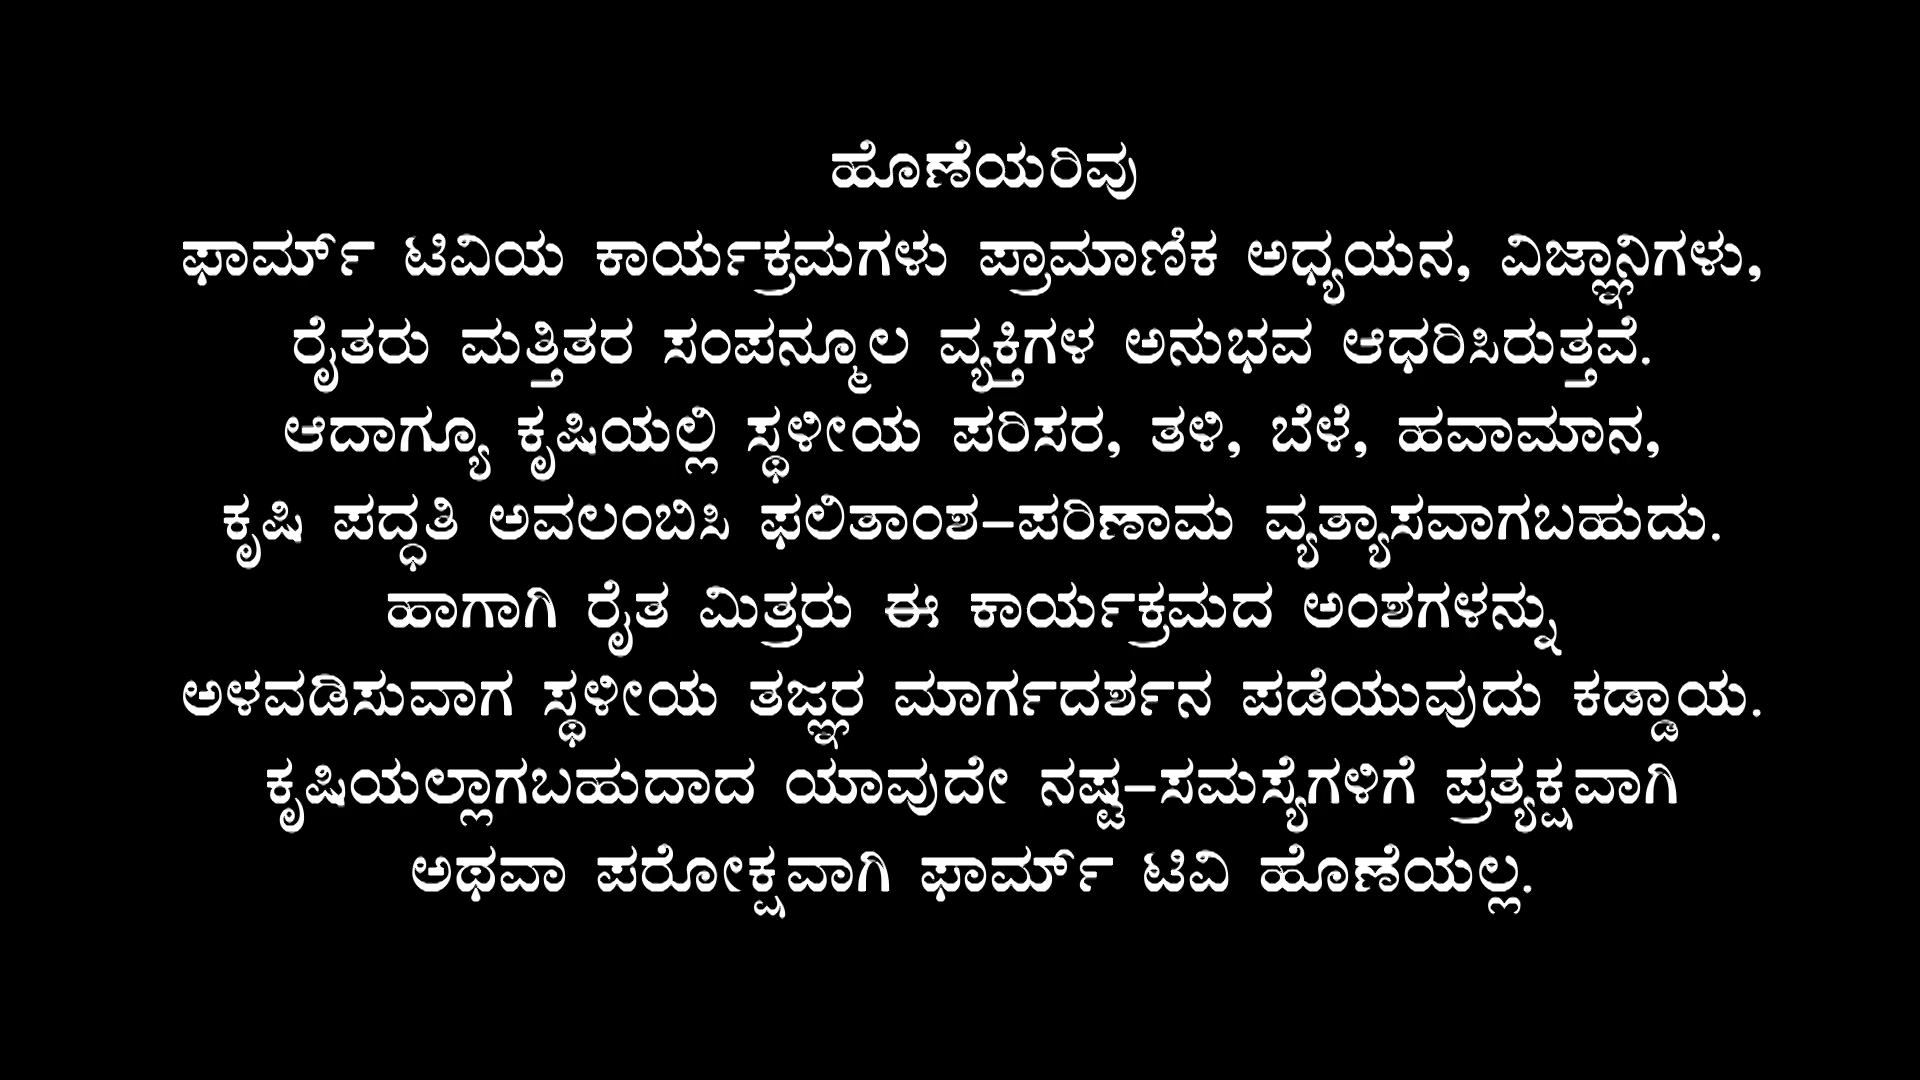 ಹೊಣೆಯರಿವು
ಫಾರ್ಮ್ ಟಿವಿಯ ಕಾರ್ಯಕ್ರಮಗಳು ಪ್ರಾಮಾಣಿಕ ಅಧ್ಯಯನ, ವಿಜ್ಞಾನಿಗಳು,
ರೈತರು ಮತ್ತಿತರ ಸಂಪನ್ಮೂಲ ವ್ಯಕ್ತಿಗಳ ಅನುಭವ ಆಧರಿಸಿರುತ್ತವೆ.
ಆದಾಗ್ಯೂ ಕೃಷಿಯಲ್ಲಿ ಸ್ಥಳೀಯ ಪರಿಸರ, ತಳಿ, ಬೆಳೆ, ಹವಾಮಾನ,
ಕೃಷಿ ಪದ್ಧತಿ ಅವಲಂಬಿಸಿ ಫಲಿತಾಂಶ–ಪರಿಣಾಮ ವ್ಯತ್ಯಾಸವಾಗಬಹುದು.
ಹಾಗಾಗಿ ರೈತ ಮಿತ್ರರು ಈ ಕಾರ್ಯಕ್ರಮದ ಅಂಶಗಳನ್ನು
ಅಳವಡಿಸುವಾಗ ಸ್ಥಳೀಯ ತಜ್ಞರ ಮಾರ್ಗದರ್ಶನ ಪಡೆಯುವುದು ಕಡ್ಡಾಯ.
ಕೃಷಿಯಲ್ಲಾಗಬಹುದಾದ ಯಾವುದೇ ನಷ್ಟ–ಸಮಸ್ಯೆಗಳಿಗೆ ಪ್ರತ್ಯಕ್ಷವಾಗಿ
ಅಥವಾ ಪರೋಕ್ಷವಾಗಿ ಫಾರ್ಮ್ ಟಿವಿ ಹೊಣೆಯಲ್ಲ.